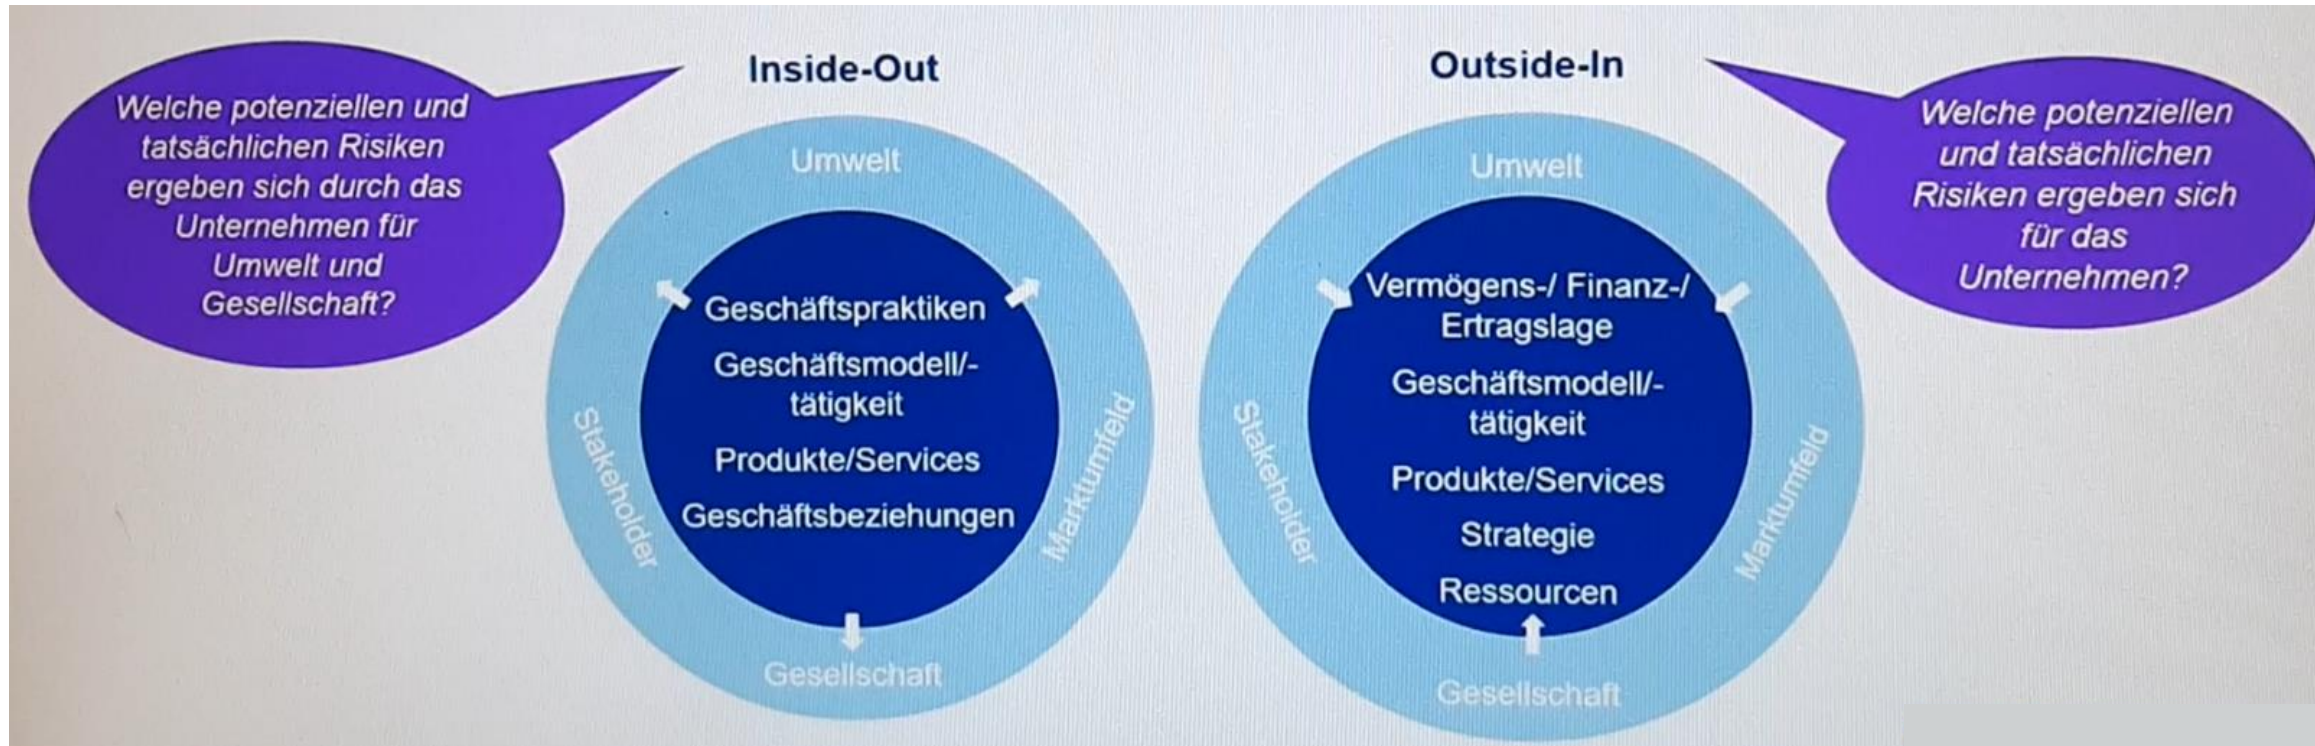 Inside-Out
Welche potenziellen und
tatsächlichen Risiken
ergeben sich durch das
Unternehmen für
Umwelt und
Gesellschaft?
Umwelt
Geschäftspraktiken
Geschäftsmodell/-
tätigkeit
Produkte/Services
Geschäftsbeziehungen
Stakeholder
Marktumfeld
Gesellschaft
Outside-In
Welche potenziellen
und tatsächlichen
Risiken ergeben sich
für das
Unternehmen?
Umwelt
Vermögens-/ Finanz-/
Ertragslage
Geschäftsmodell/-
tätigkeit
Produkte/Services
Strategie
Ressourcen
Stakeholder
Marktumfeld
Gesellschaft